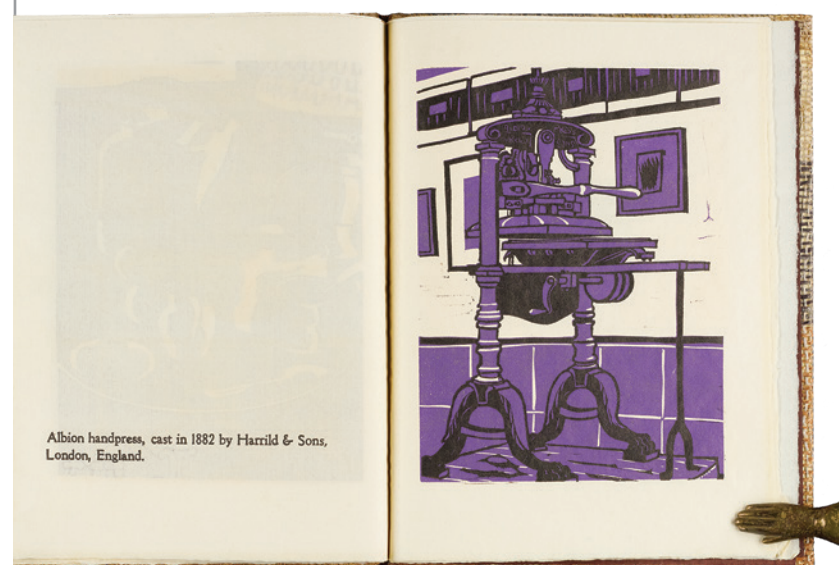 Albion handpress, cast in 1882 by Harrild & Sons,
London, England.